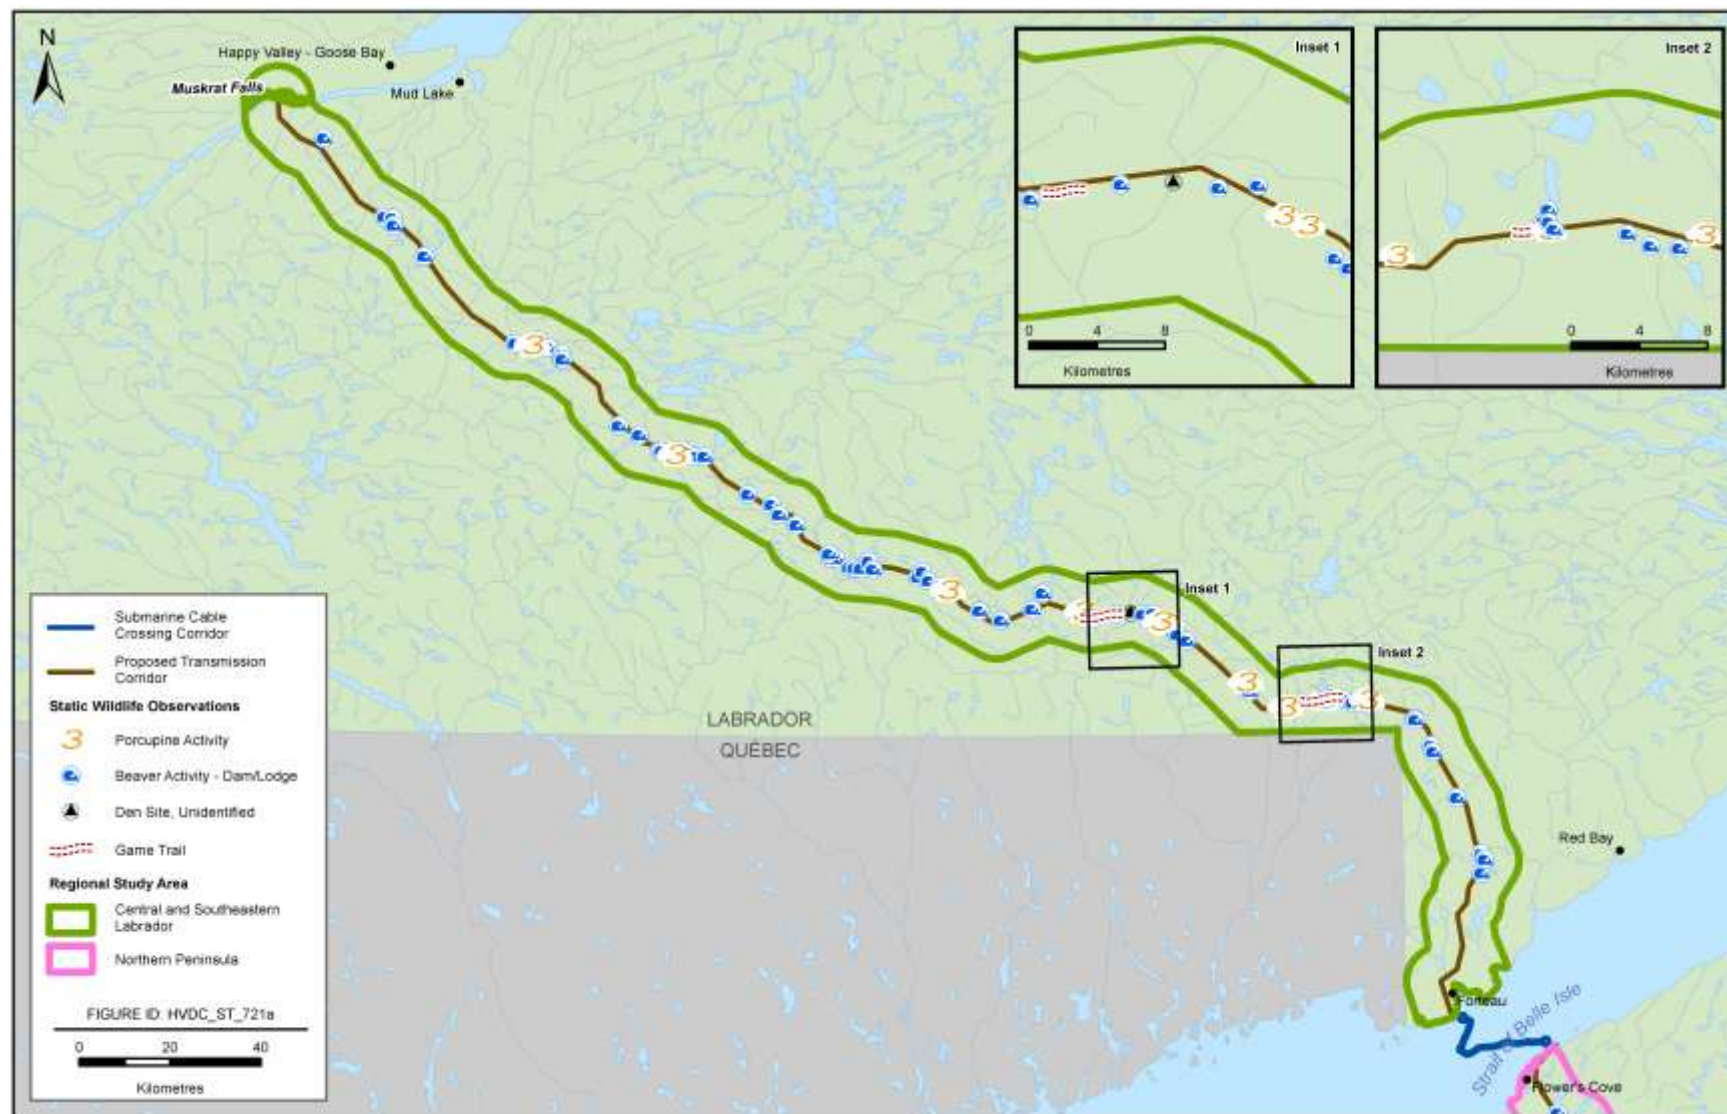 N
Happy Valley - Goose Bay
Muskrat Falls
Mud Lake
Inset 1
0 4 8
Kilometres
Inset 2
0 4 8
Kilometres
Inset 1
Inset 2
LABRADOR
QUÉBEC
Red Bay
Forteau
Strait of Belle Isle
Flower's Cove
Submarine Cable
Crossing Corridor
Proposed Transmission
Corridor
Static Wildlife Observations
3 Porcupine Activity
Beaver Activity - Dam/Lodge
Den Site, Unidentified
Game Trail
Regional Study Area
Central and Southeastern
Labrador
Northern Peninsula
FIGURE ID: HVDC_ST_721a
0 20 40
Kilometres